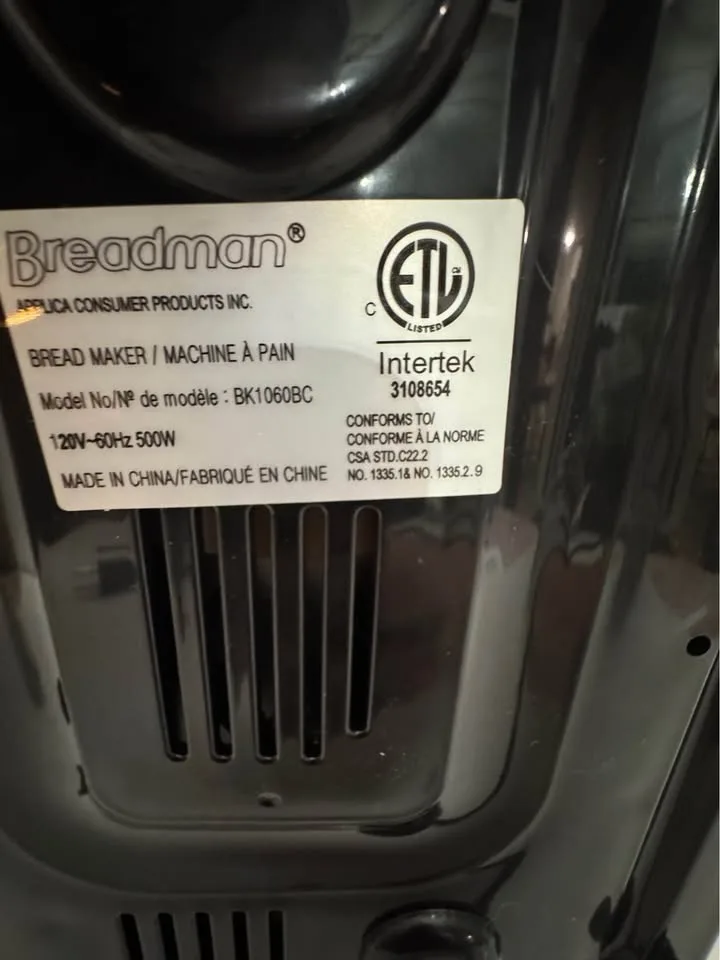 Breadman®
APPLICA CONSUMER PRODUCTS INC.
BREAD MAKER / MACHINE À PAIN
Model No/Nº de modèle : BK1060BC
120V~60Hz 500W
MADE IN CHINA/FABRIQUÉ EN CHINE
C
ETL
CM
LISTED
Intertek
3108654
CONFORMS TO/
CONFORME À LA NORME
CSA STD.C22.2
NO. 1335.1& NO. 1335.2.9